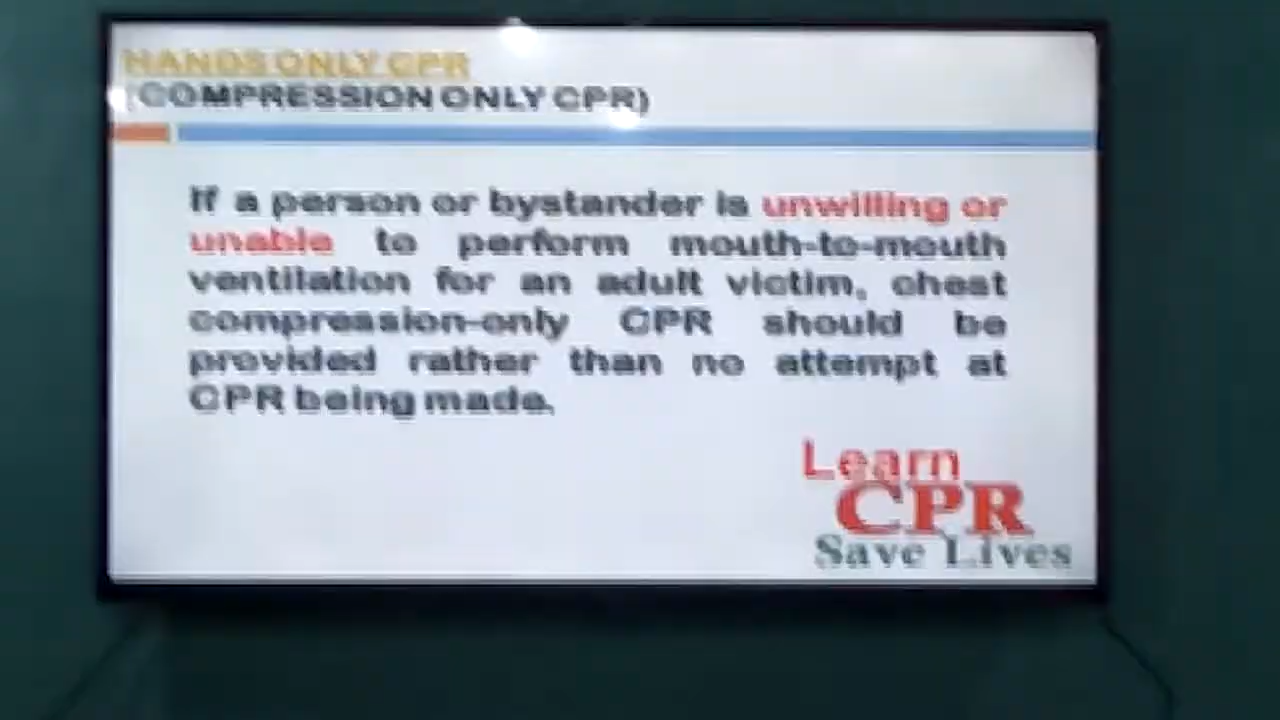 HANDS ONLY CPR
(COMPRESSION ONLY CPR)
If a person or bystander is unwilling or
unable to perform mouth-to-mouth
ventilation for an adult victim, chest
compression-only CPR should be
provided rather than no attempt at
CPR being made.
Learn
CPR
Save Lives